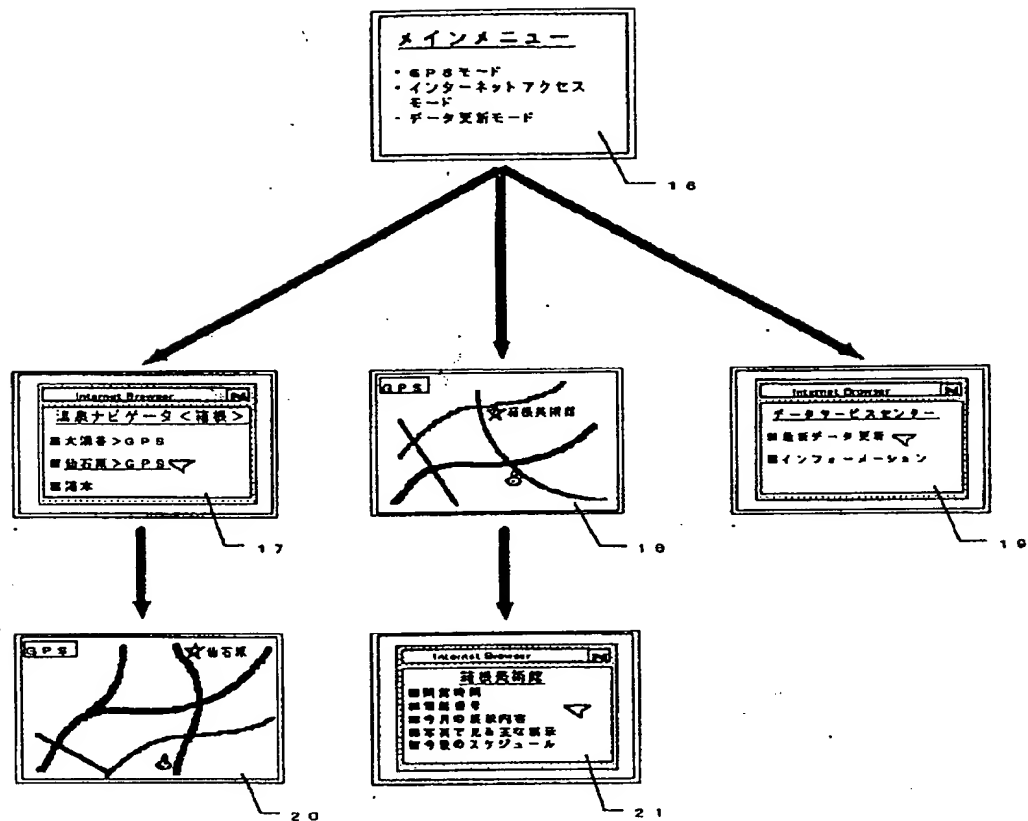 メインメニュー
・GPSモード
・インターネットアクセス
モード
・データ更新モード
16
Internet Browser
温泉ナビゲータ＜箱根＞
■大涌谷＞GPS
■仙石原＞GPS
■湯本
17
GPS
☆箱根美術館
18
Internet Browser
データサービスセンター
■最新データ更新
■インフォーメーション
19
GPS
☆仙石原
20
Internet Browser
箱根美術館
■開館時間
■電話番号
■今月の展示内容
■写真で見る主な展示
■今後のスケジュール
21